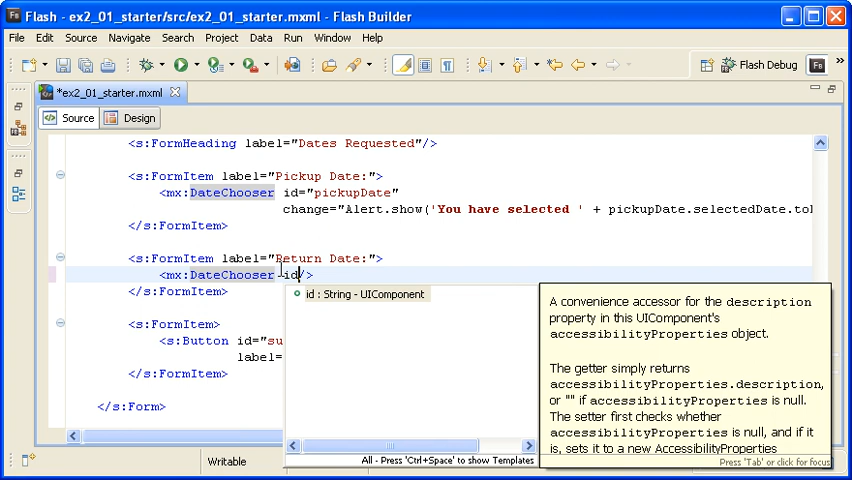 Flash - ex2_01_starter/src/ex2_01_starter.mxml - Flash Builder
File Edit Source Navigate Search Project Data Run Window Help
Flash Debug
*ex2_01_starter.mxml
Source Design
<s:FormHeading label="Dates Requested"/>
<s:FormItem label="Pickup Date:">
<mx:DateChooser id="pickupDate"
change="Alert.show('You have selected ' + pickupDate.selectedDate.toL
</s:FormItem>
<s:FormItem label="Return Date:">
<mx:DateChooser id/>
</s:FormItem>
<s:FormItem>
<s:Button id="su
label=
</s:FormItem>
</s:Form>
id : String - UIComponent
All - Press 'Ctrl+Space' to show Templates
A convenience accessor for the description
property in this UIComponent's
accessibilityProperties object.
The getter simply returns
accessibilityProperties.description,
or "" if accessibilityProperties is null.
The setter first checks whether
accessibilityProperties is null, and if it
is, sets it to a new AccessibilityProperties
Press 'Tab' or click for focus
Writable